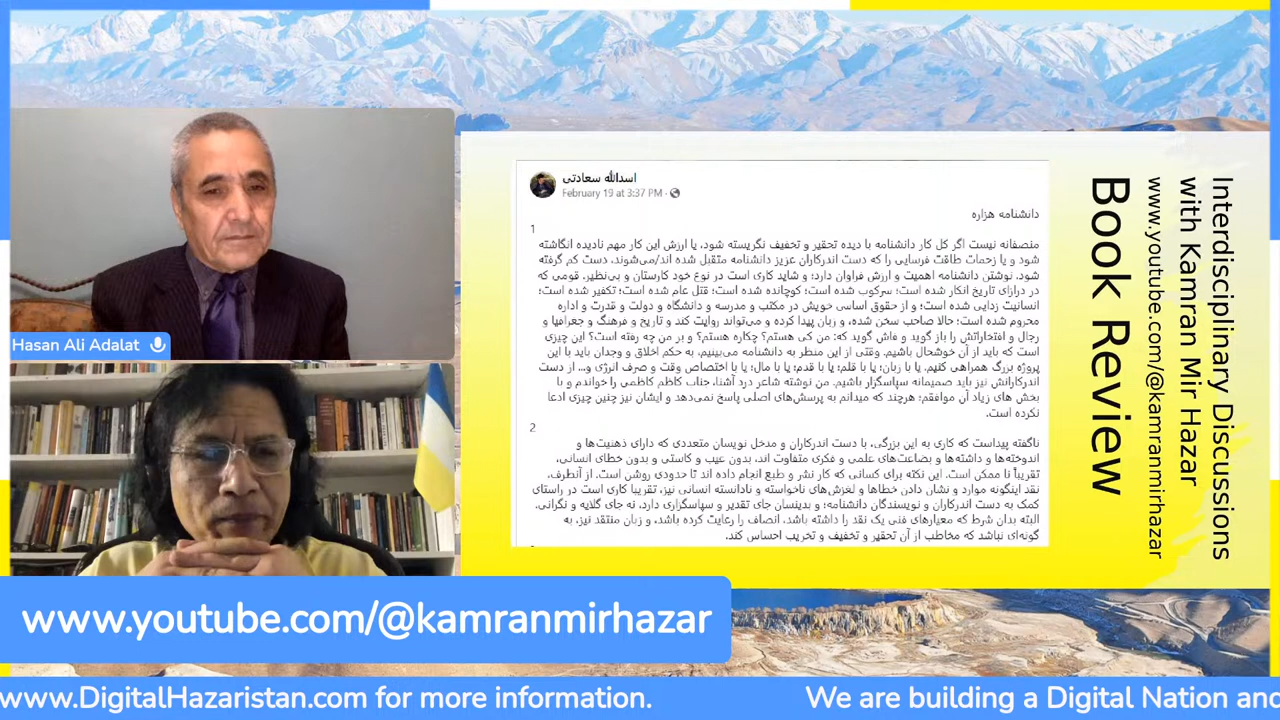 Hasan Ali Adalat
اسدالله سعادتی
February 19 at 3:37 PM
دانشنامه هزاره
1
منصفانه نیست اگر کل کار دانشنامه با دیده تحقیر و تخفیف نگریسته شود، یا ارزش این کار مهم نادیده انگاشته
شود و یا زحمات طاقت فرسایی را که دست اندرکاران عزیز دانشنامه متقبل شده اند/می‌شوند، دست کم گرفته
شود. نوشتن دانشنامه اهمیت و ارزش فراوان دارد؛ و شاید کاری است در نوع خود کارستان و بی‌نظیر. قومی که
در درازای تاریخ انکار شده است؛ سرکوب شده است؛ کوچانده شده است؛ قتل عام شده است؛ تکفیر شده است؛
انسانیت زدایی شده است؛ و از حقوق اساسی خویش در مکتب و مدرسه و دانشگاه و دولت و قدرت و اداره
محروم شده است؛ حالا صاحب سخن شده، و زبان پیدا کرده و می‌تواند روایت کند و تاریخ و فرهنگ و جغرافیا و
رجال و افتخاراتش را باز گوید و فاش گوید که: من کی هستم؟ چکاره هستم؟ و بر من چه رفته است؟ این چیزی
است که باید از آن خوشحال باشیم. وقتی از این منظر به دانشنامه می‌بینیم، به حکم اخلاق و وجدان باید با این
پروژه بزرگ همراهی کنیم. یا با زبان؛ یا با قلم؛ یا با قدم؛ یا با مال؛ یا با اختصاص وقت و صرف انرژی و... از دست
اندرکارانش نیز باید صمیمانه سپاسگزار باشیم. من نوشته شاعر درد آشنا، جناب کاظم کاظمی را خواندم و با
بخش های زیاد آن موافقم؛ هرچند که میدانم به پرسش‌های اصلی پاسخ نمی‌دهد و ایشان نیز چنین چیزی ادعا
نکرده است.
2
ناگفته پیداست که کاری به این بزرگی، با دست اندرکاران و مدخل نویسان متعددی که دارای ذهنیت‌ها و
اندوخته‌ها و داشته‌ها و بضاعت‌های علمی و فکری متفاوت اند، بدون عیب و کاستی و بدون خطای انسانی،
تقریباً نا ممکن است. این نکته برای کسانی که کار نشر و طبع انجام داده اند تا حدودی روشن است. از آنطرف،
نقد اینگونه موارد و نشان دادن خطاها و لغزش‌های ناخواسته و نادانسته انسانی نیز، تقریبا کاری است در راستای
کمک به دست اندرکاران و نویسندگان دانشنامه؛ و بدینسان جای تقدیر و سپاسگزاری دارد، نه جای گلایه و نگرانی.
البته بدان شرط که معیارهای فنی یک نقد را داشته باشد، انصاف را رعایت کرده باشد، و زبان منتقد نیز، به
گونه‌ای نباشد که مخاطب از آن تحقیر و تخفیف و تخریب احساس کند.
Interdisciplinary Discussions
with Kamran Mir Hazar
www.youtube.com/@kamranmirhazar
Book Review
www.youtube.com/@kamranmirhazar
www.DigitalHazaristan.com for more information. We are building a Digital Nation and